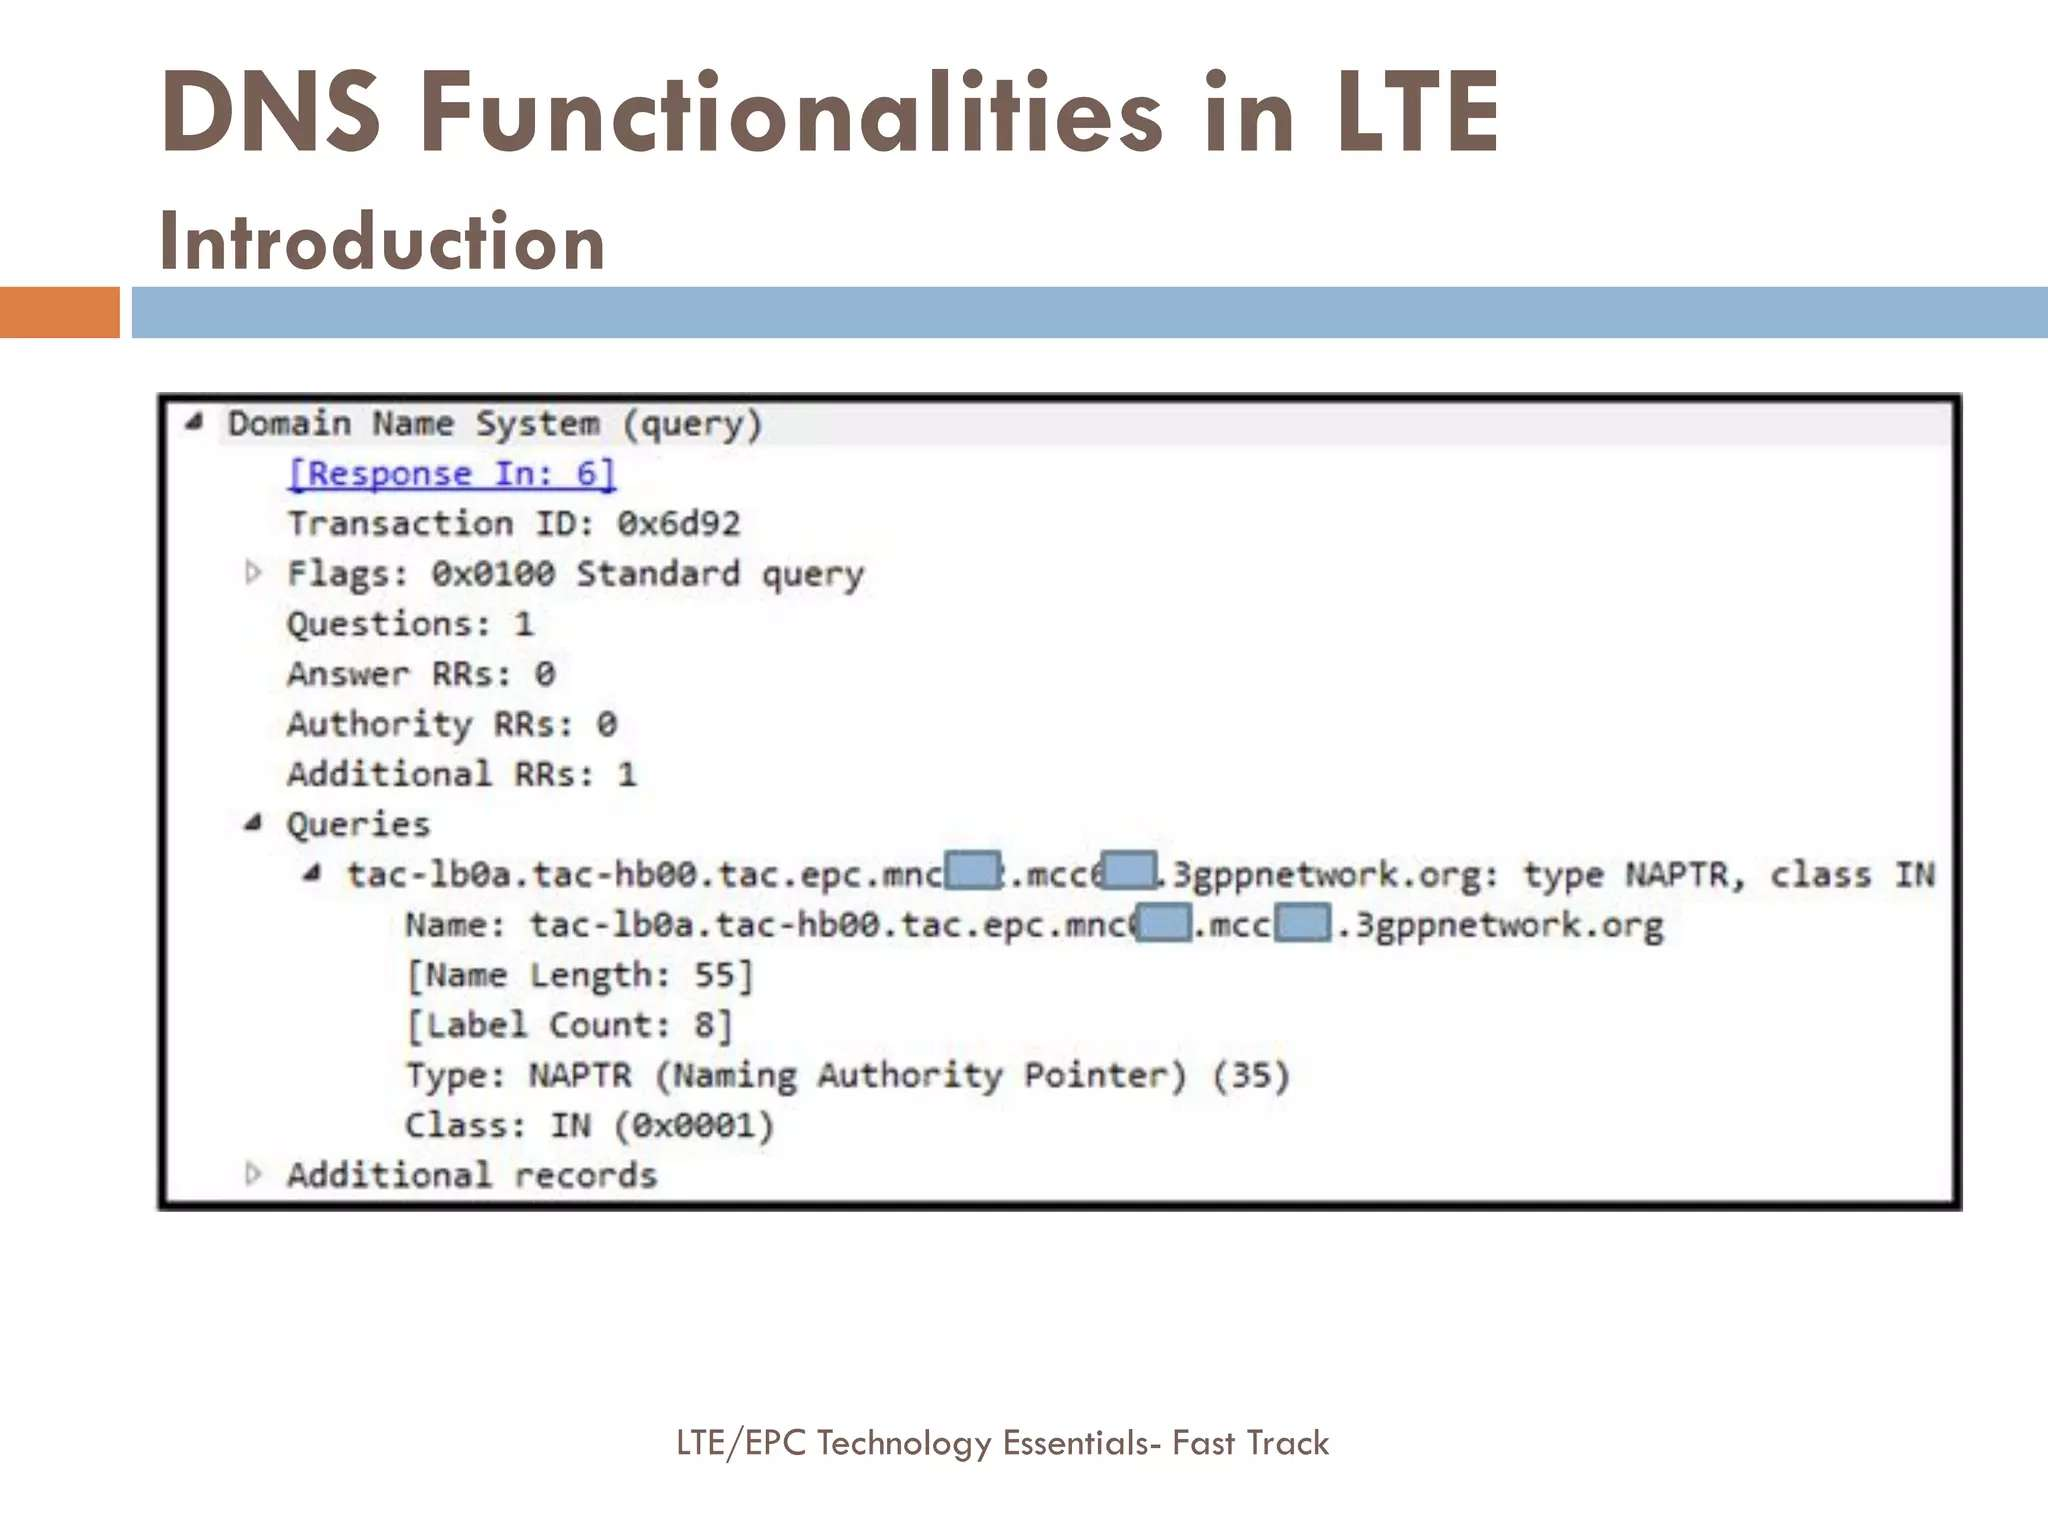 DNS Functionalities in LTE
Introduction
Domain Name System (query)
[Response In: 6]
Transaction ID: 0x6d92
Flags: 0x0100 Standard query
Questions: 1
Answer RRs: 0
Authority RRs: 0
Additional RRs: 1
Queries
tac-lb0a.tac-hb00.tac.epc.mnc .mcc .3gppnetwork.org: type NAPTR, class IN
Name: tac-lb0a.tac-hb00.tac.epc.mnc .mcc .3gppnetwork.org
[Name Length: 55]
[Label Count: 8]
Type: NAPTR (Naming Authority Pointer) (35)
Class: IN (0x0001)
Additional records
LTE/EPC Technology Essentials- Fast Track